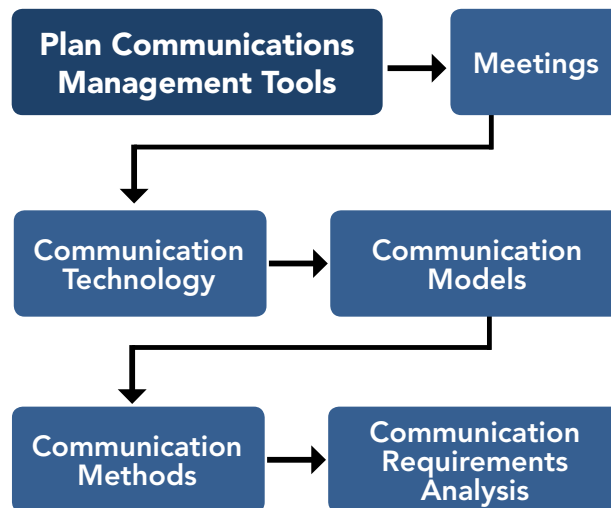 Plan Communications
Management Tools
Meetings
Communication
Technology
Communication
Models
Communication
Methods
Communication
Requirements
Analysis